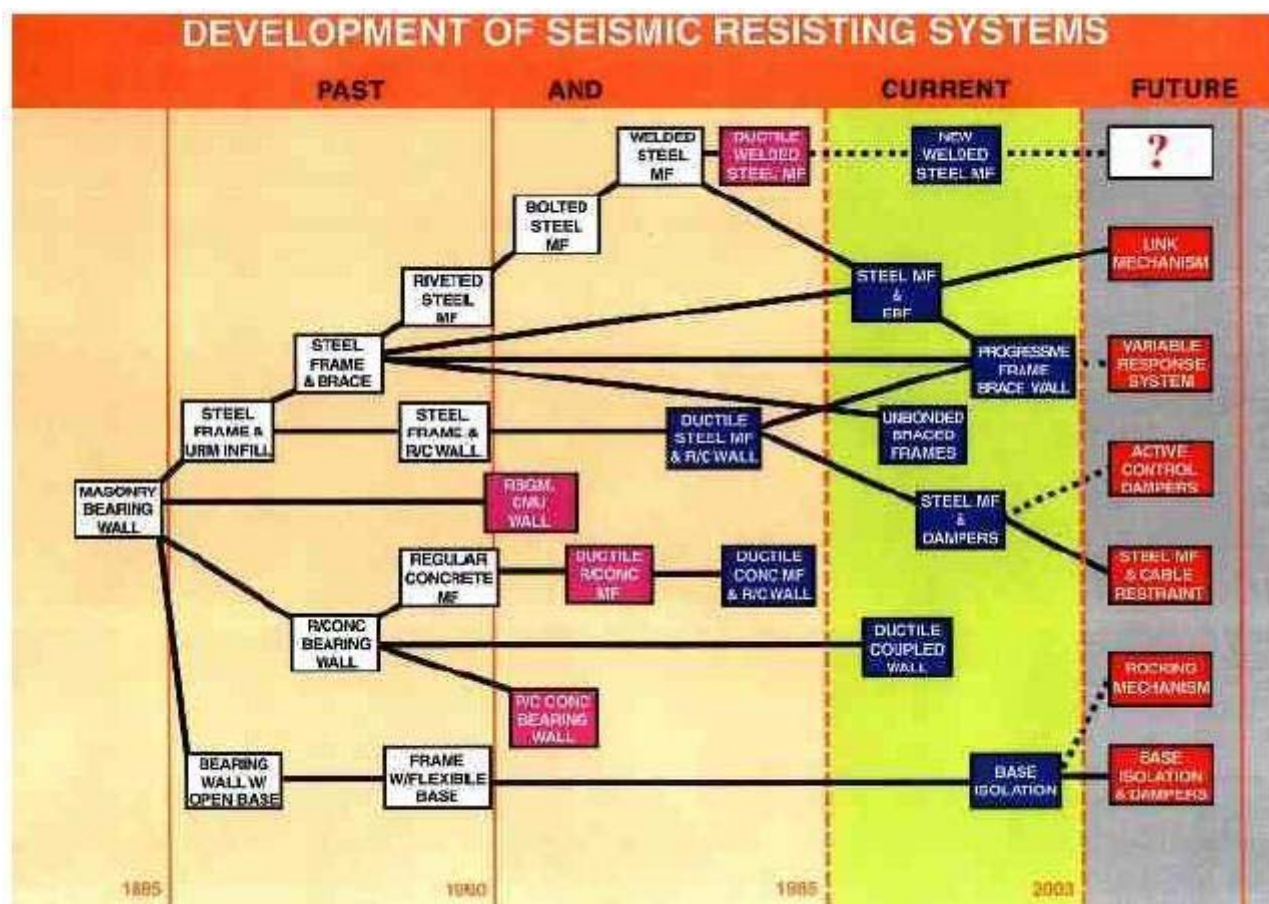 DEVELOPMENT OF SEISMIC RESISTING SYSTEMS
PAST AND CURRENT FUTURE
WELDED
STEEL
MF
DUCTILE
WELDED
STEEL MF
NEW
WELDED
STEEL MF
?
BOLTED
STEEL
MF
LINK
MECHANISM
RIVETED
STEEL
MF
STEEL MF
&
EBF
STEEL
FRAME
& BRACE
PROGRESSIVE
FRAME
BRACE WALL
VARIABLE
RESPONSE
SYSTEM
STEEL
FRAME &
URM INFILL
STEEL
FRAME &
R/C WALL
DUCTILE
STEEL MF
& R/C WALL
UNBONDED
BRACED
FRAMES
ACTIVE
CONTROL
DAMPERS
MASONRY
BEARING
WALL
CMU
WALL
STEEL MF
&
DAMPERS
REGULAR
CONCRETE
MF
DUCTILE
R/CONC
MF
DUCTILE
CONC MF
& R/C WALL
STEEL MF
& CABLE
RESTRAINT
R/CONC
BEARING
WALL
DUCTILE
COUPLED
WALL
ROCKING
MECHANISM
P/C CONC
BEARING
WALL
BEARING
WALL W/
OPEN BASE
FRAME
W/FLEXIBLE
BASE
BASE
ISOLATION
BASE
ISOLATION
& DAMPERS
2003